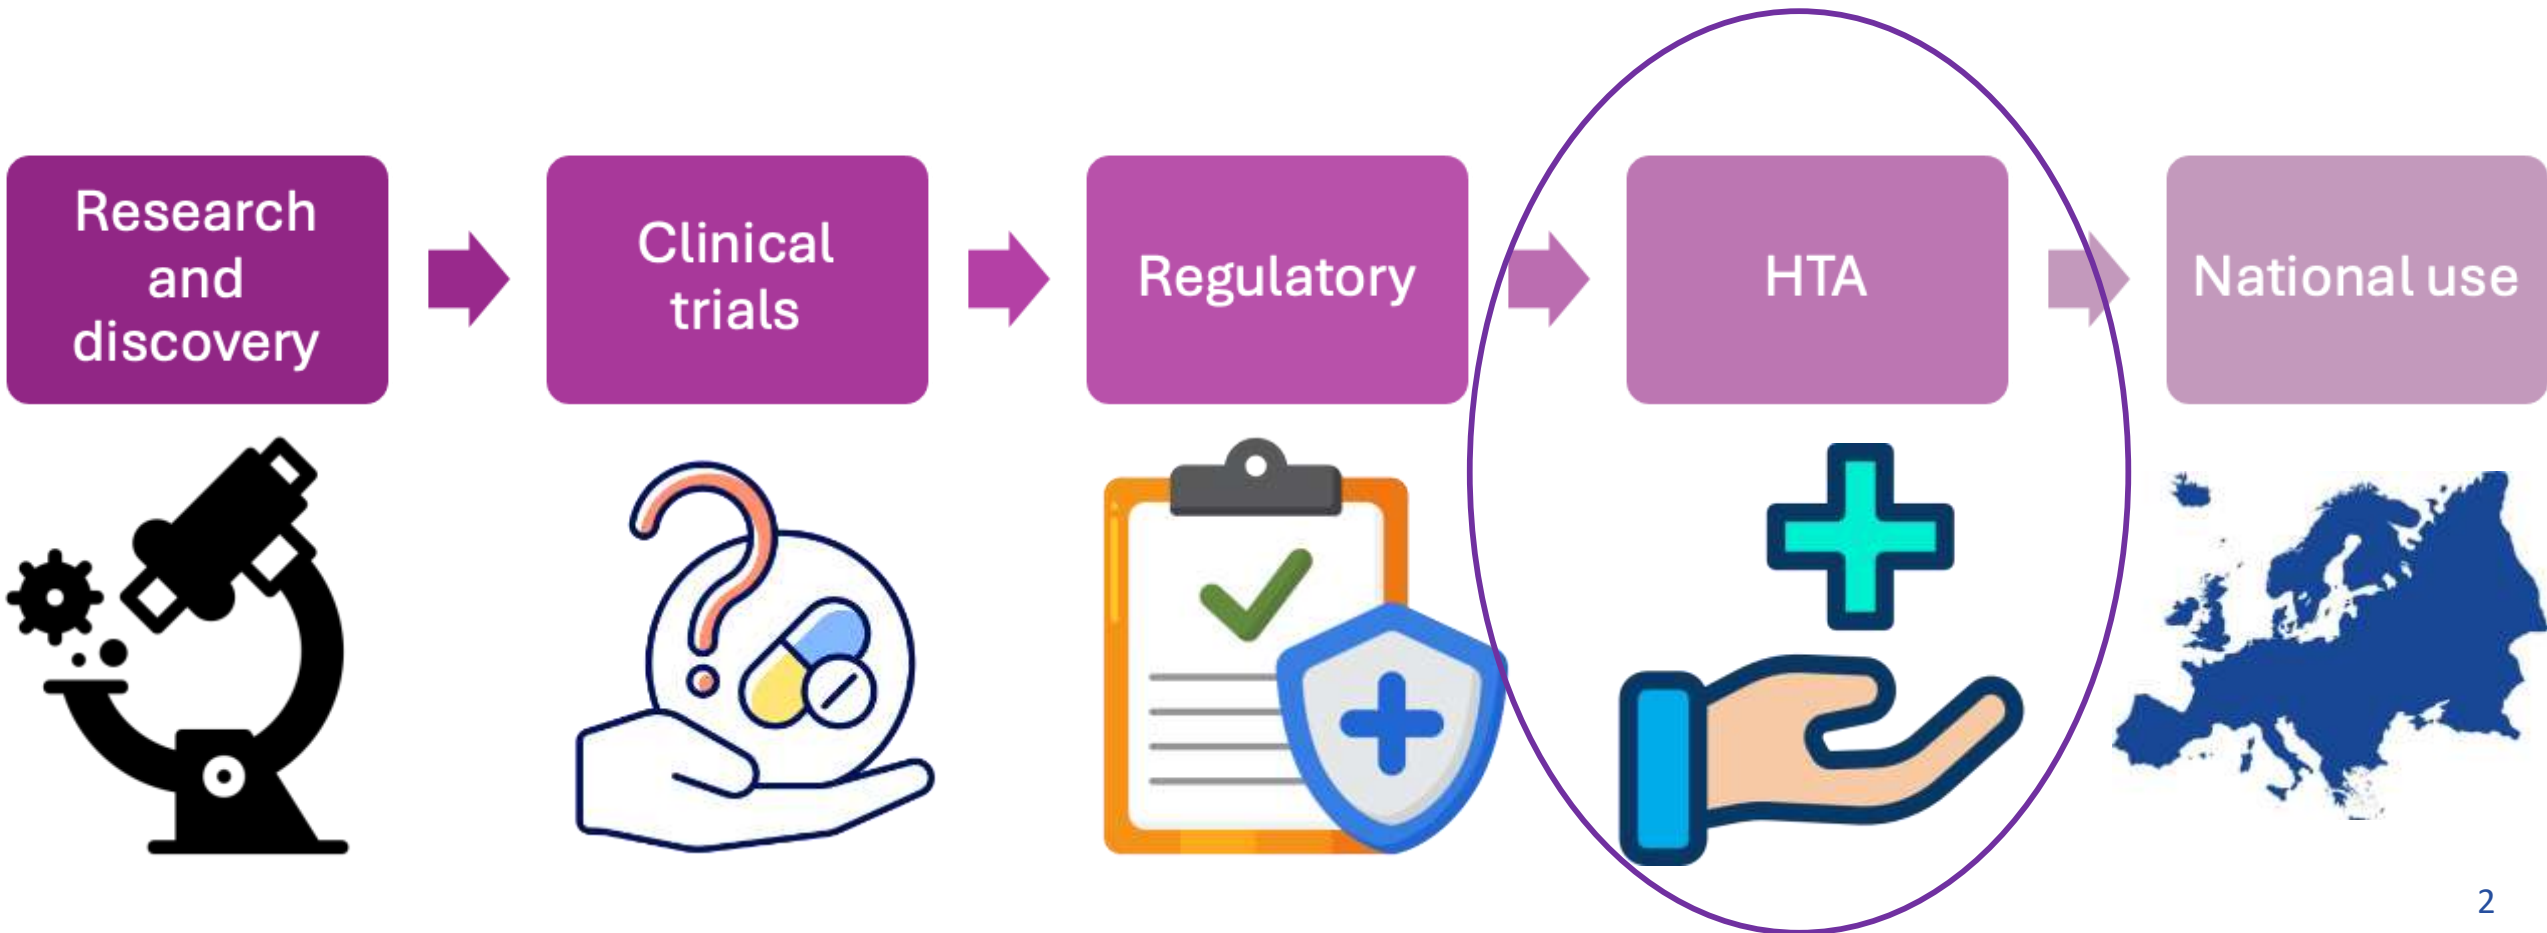 Research
and
discovery
Clinical
trials
Regulatory
HTA
National use
2